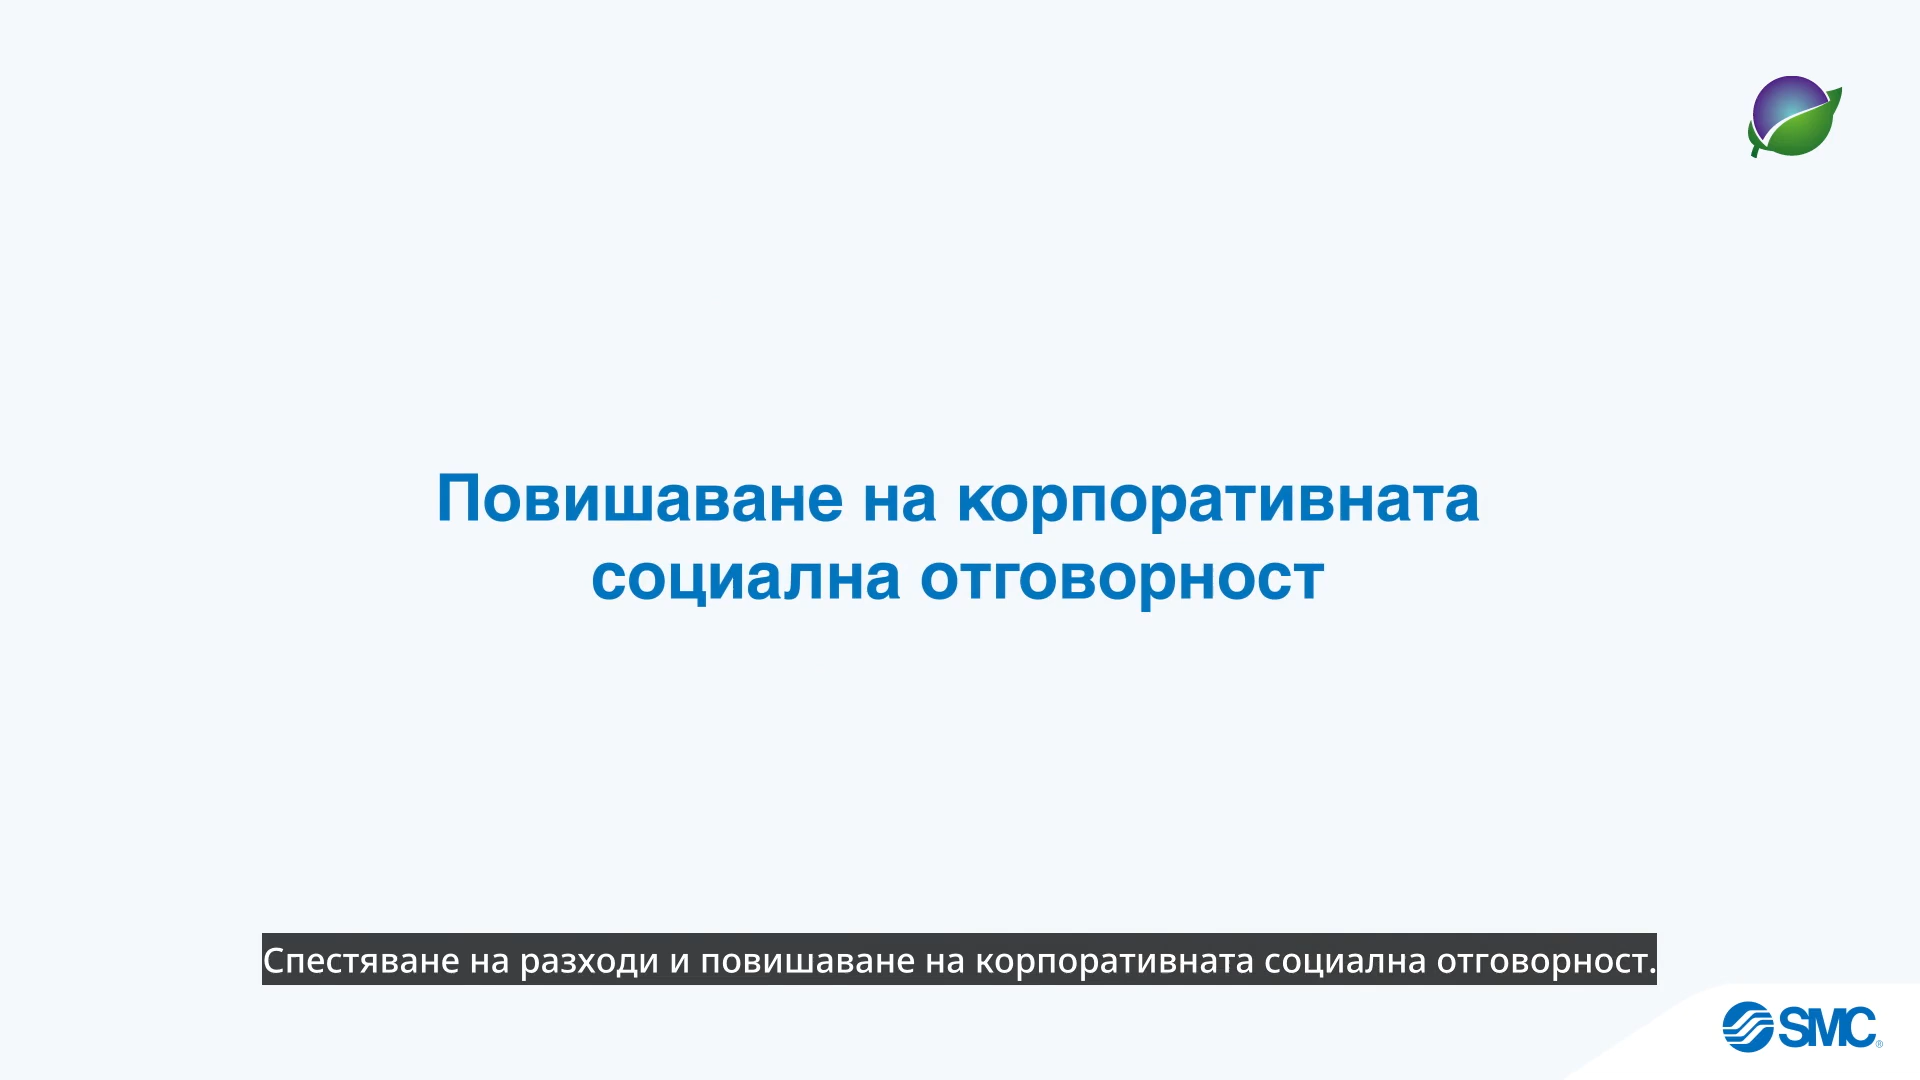 Повишаване на корпоративната
социална отговорност
Спестяване на разходи и повишаване на корпоративната социална отговорност.
SMC®